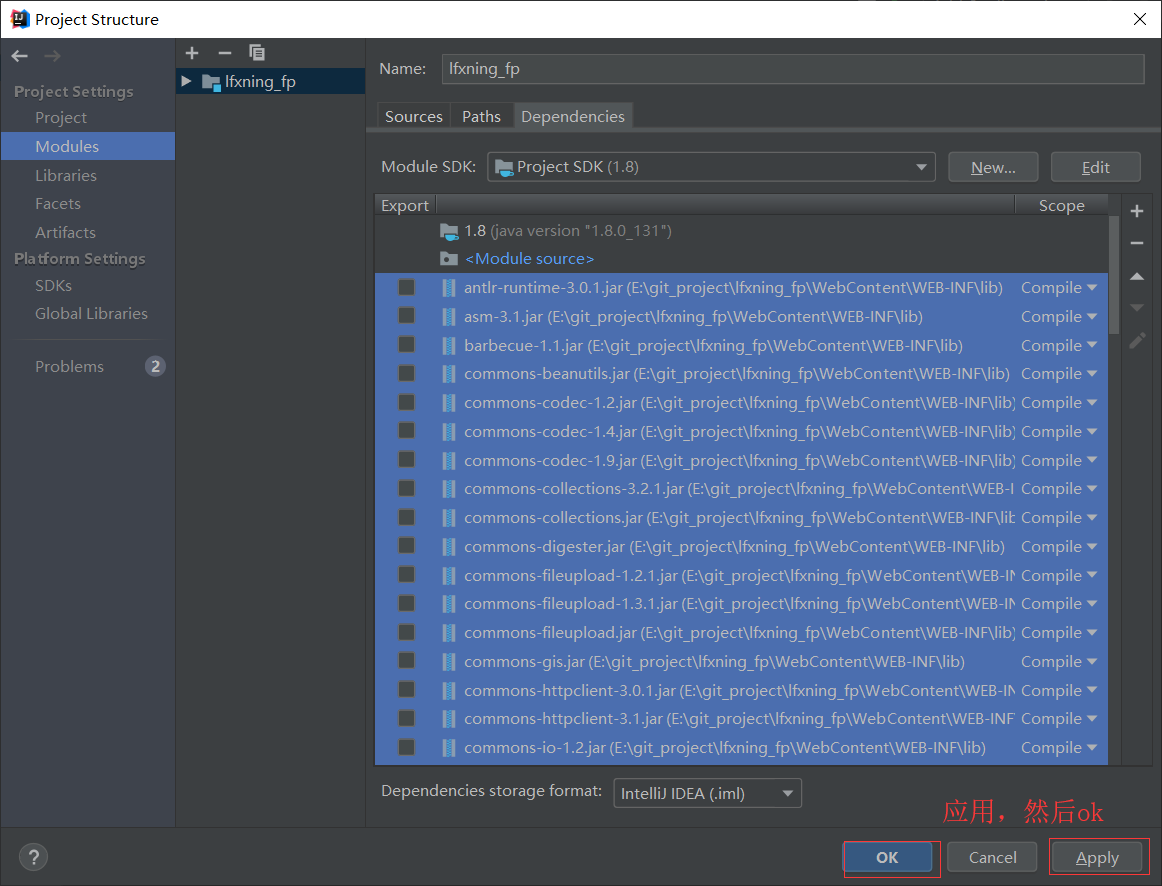 Project Structure
Project Settings
Project
Modules
Libraries
Facets
Artifacts
Platform Settings
SDKs
Global Libraries
Problems 2
lfxning_fp
Name: lfxning_fp
Sources Paths Dependencies
Module SDK: Project SDK (1.8) New... Edit
Export Scope
1.8 (java version "1.8.0_131")
<Module source>
antlr-runtime-3.0.1.jar (E:\git_project\lfxning_fp\WebContent\WEB-INF\lib) Compile
asm-3.1.jar (E:\git_project\lfxning_fp\WebContent\WEB-INF\lib) Compile
barbecue-1.1.jar (E:\git_project\lfxning_fp\WebContent\WEB-INF\lib) Compile
commons-beanutils.jar (E:\git_project\lfxning_fp\WebContent\WEB-INF\lib) Compile
commons-codec-1.2.jar (E:\git_project\lfxning_fp\WebContent\WEB-INF\lib) Compile
commons-codec-1.4.jar (E:\git_project\lfxning_fp\WebContent\WEB-INF\lib) Compile
commons-codec-1.9.jar (E:\git_project\lfxning_fp\WebContent\WEB-INF\lib) Compile
commons-collections-3.2.1.jar (E:\git_project\lfxning_fp\WebContent\WEB-I Compile
commons-collections.jar (E:\git_project\lfxning_fp\WebContent\WEB-INF\lib Compile
commons-digester.jar (E:\git_project\lfxning_fp\WebContent\WEB-INF\lib) Compile
commons-fileupload-1.2.1.jar (E:\git_project\lfxning_fp\WebContent\WEB-IN Compile
commons-fileupload-1.3.1.jar (E:\git_project\lfxning_fp\WebContent\WEB-IN Compile
commons-fileupload.jar (E:\git_project\lfxning_fp\WebContent\WEB-INF\lib) Compile
commons-gis.jar (E:\git_project\lfxning_fp\WebContent\WEB-INF\lib) Compile
commons-httpclient-3.0.1.jar (E:\git_project\lfxning_fp\WebContent\WEB-IN Compile
commons-httpclient-3.1.jar (E:\git_project\lfxning_fp\WebContent\WEB-INF Compile
commons-io-1.2.jar (E:\git_project\lfxning_fp\WebContent\WEB-INF\lib) Compile
Dependencies storage format: IntelliJ IDEA (.iml)
应用，然后ok
? OK Cancel Apply